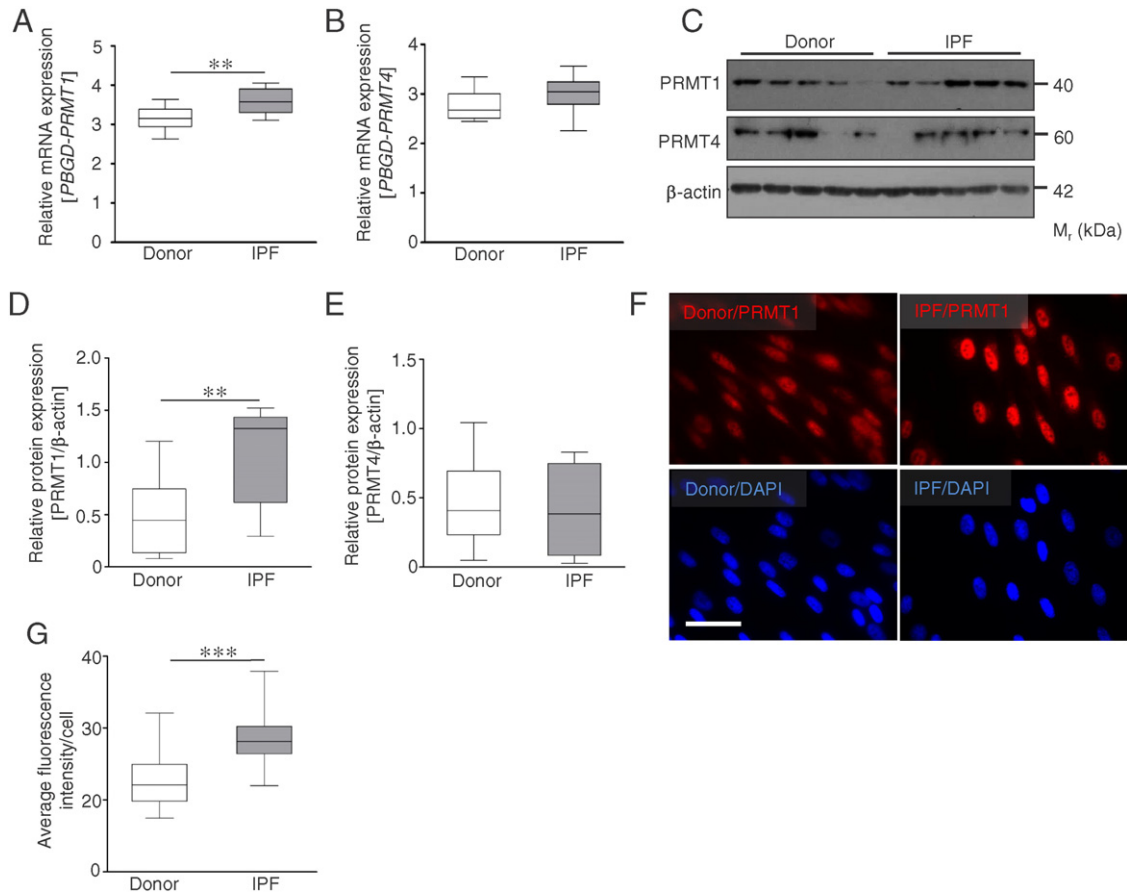 A
Relative mRNA expression
[PBGD-PRMT1]
5
4
3
2
1
0
**
Donor
IPF
B
Relative mRNA expression
[PBGD-PRMT4]
4
3
2
1
0
Donor
IPF
C
Donor
IPF
PRMT1
40
PRMT4
60
β-actin
42
Mr (kDa)
D
Relative protein expression
[PRMT1/β-actin]
2.0
1.5
1.0
0.5
0
**
Donor
IPF
E
Relative protein expression
[PRMT4/β-actin]
1.5
1.0
0.5
0
Donor
IPF
F
Donor/PRMT1
IPF/PRMT1
Donor/DAPI
IPF/DAPI
G
Average fluorescence
intensity/cell
40
30
20
0
***
Donor
IPF